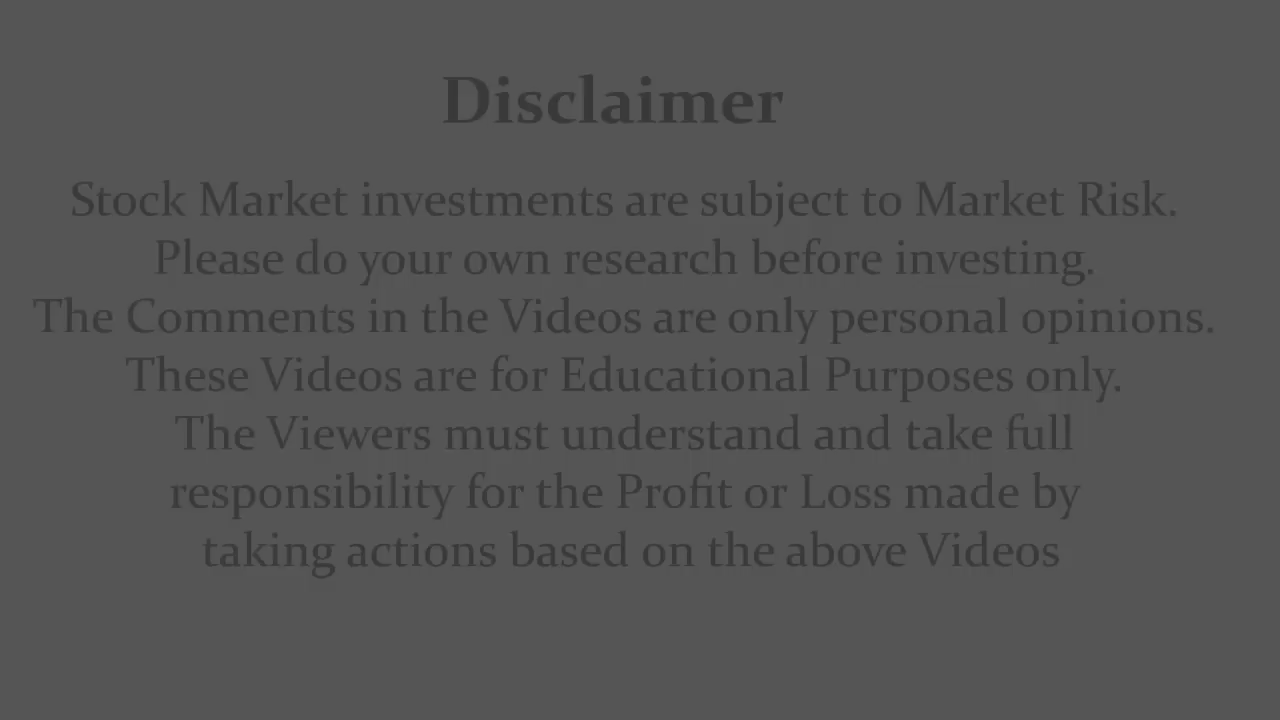 Disclaimer
Stock Market investments are subject to Market Risk.
Please do your own research before investing.
The Comments in the Videos are only personal opinions.
These Videos are for Educational Purposes only.
The Viewers must understand and take full
responsibility for the Profit or Loss made by
taking actions based on the above Videos